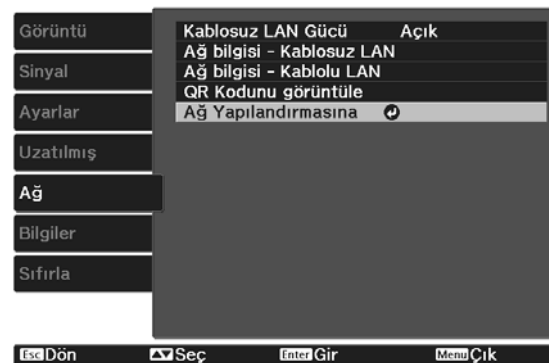 Görüntü
Sinyal
Ayarlar
Uzatılmış
Ağ
Bilgiler
Sıfırla
Kablosuz LAN Gücü Açık
Ağ bilgisi - Kablosuz LAN
Ağ bilgisi - Kablolu LAN
QR Kodunu görüntüle
Ağ Yapılandırmasına
Esc Dön Seç Enter Gir Menu Çık